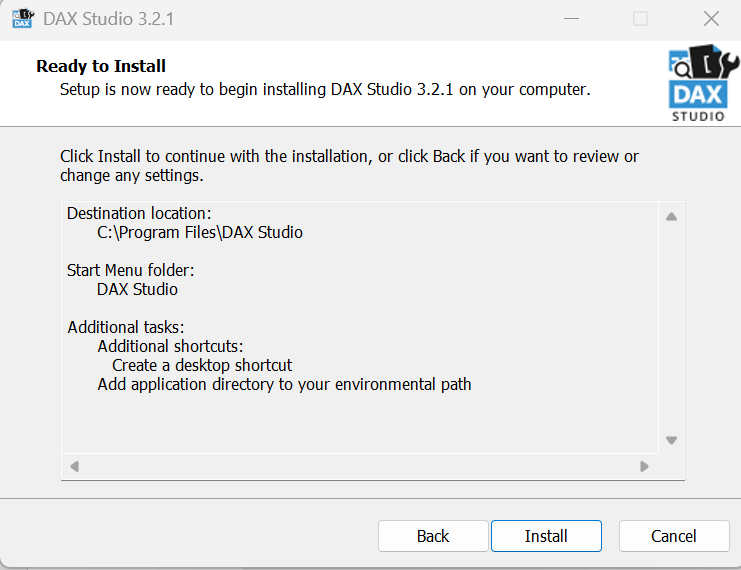 DAX Studio 3.2.1
Ready to Install
Setup is now ready to begin installing DAX Studio 3.2.1 on your computer.
DAX
STUDIO
Click Install to continue with the installation, or click Back if you want to review or
change any settings.
Destination location:
C:\Program Files\DAX Studio
Start Menu folder:
DAX Studio
Additional tasks:
Additional shortcuts:
Create a desktop shortcut
Add application directory to your environmental path
Back
Install
Cancel